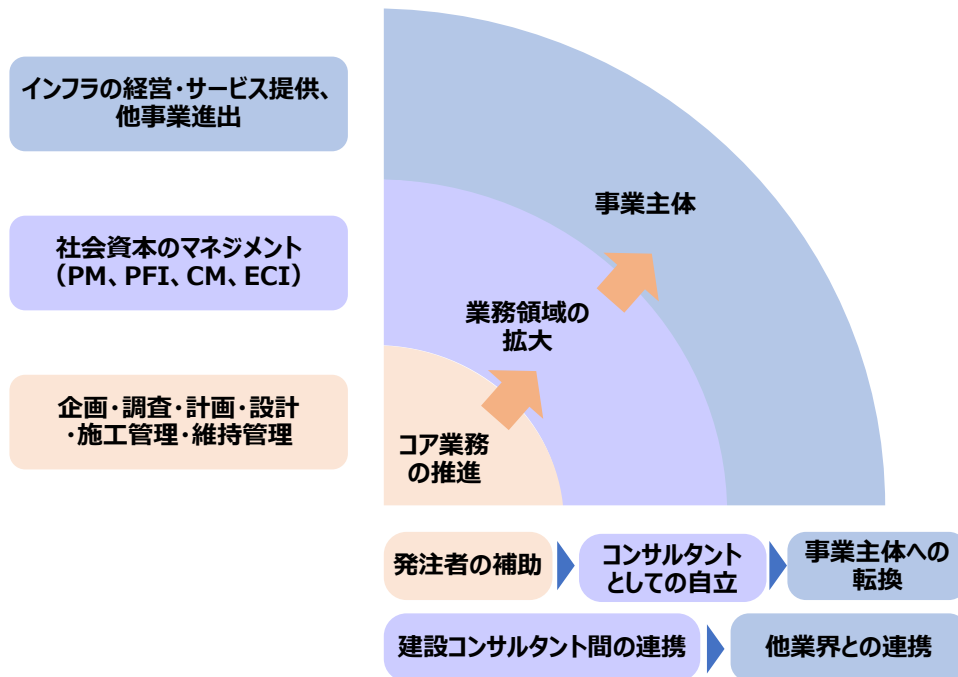 インフラの経営・サービス提供、
他事業進出
事業主体
社会資本のマネジメント
（PM、PFI、CM、ECI）
業務領域の
拡大
企画・調査・計画・設計
・施工管理・維持管理
コア業務
の推進
発注者の補助
コンサルタント
としての自立
事業主体への
転換
建設コンサルタント間の連携
他業界との連携